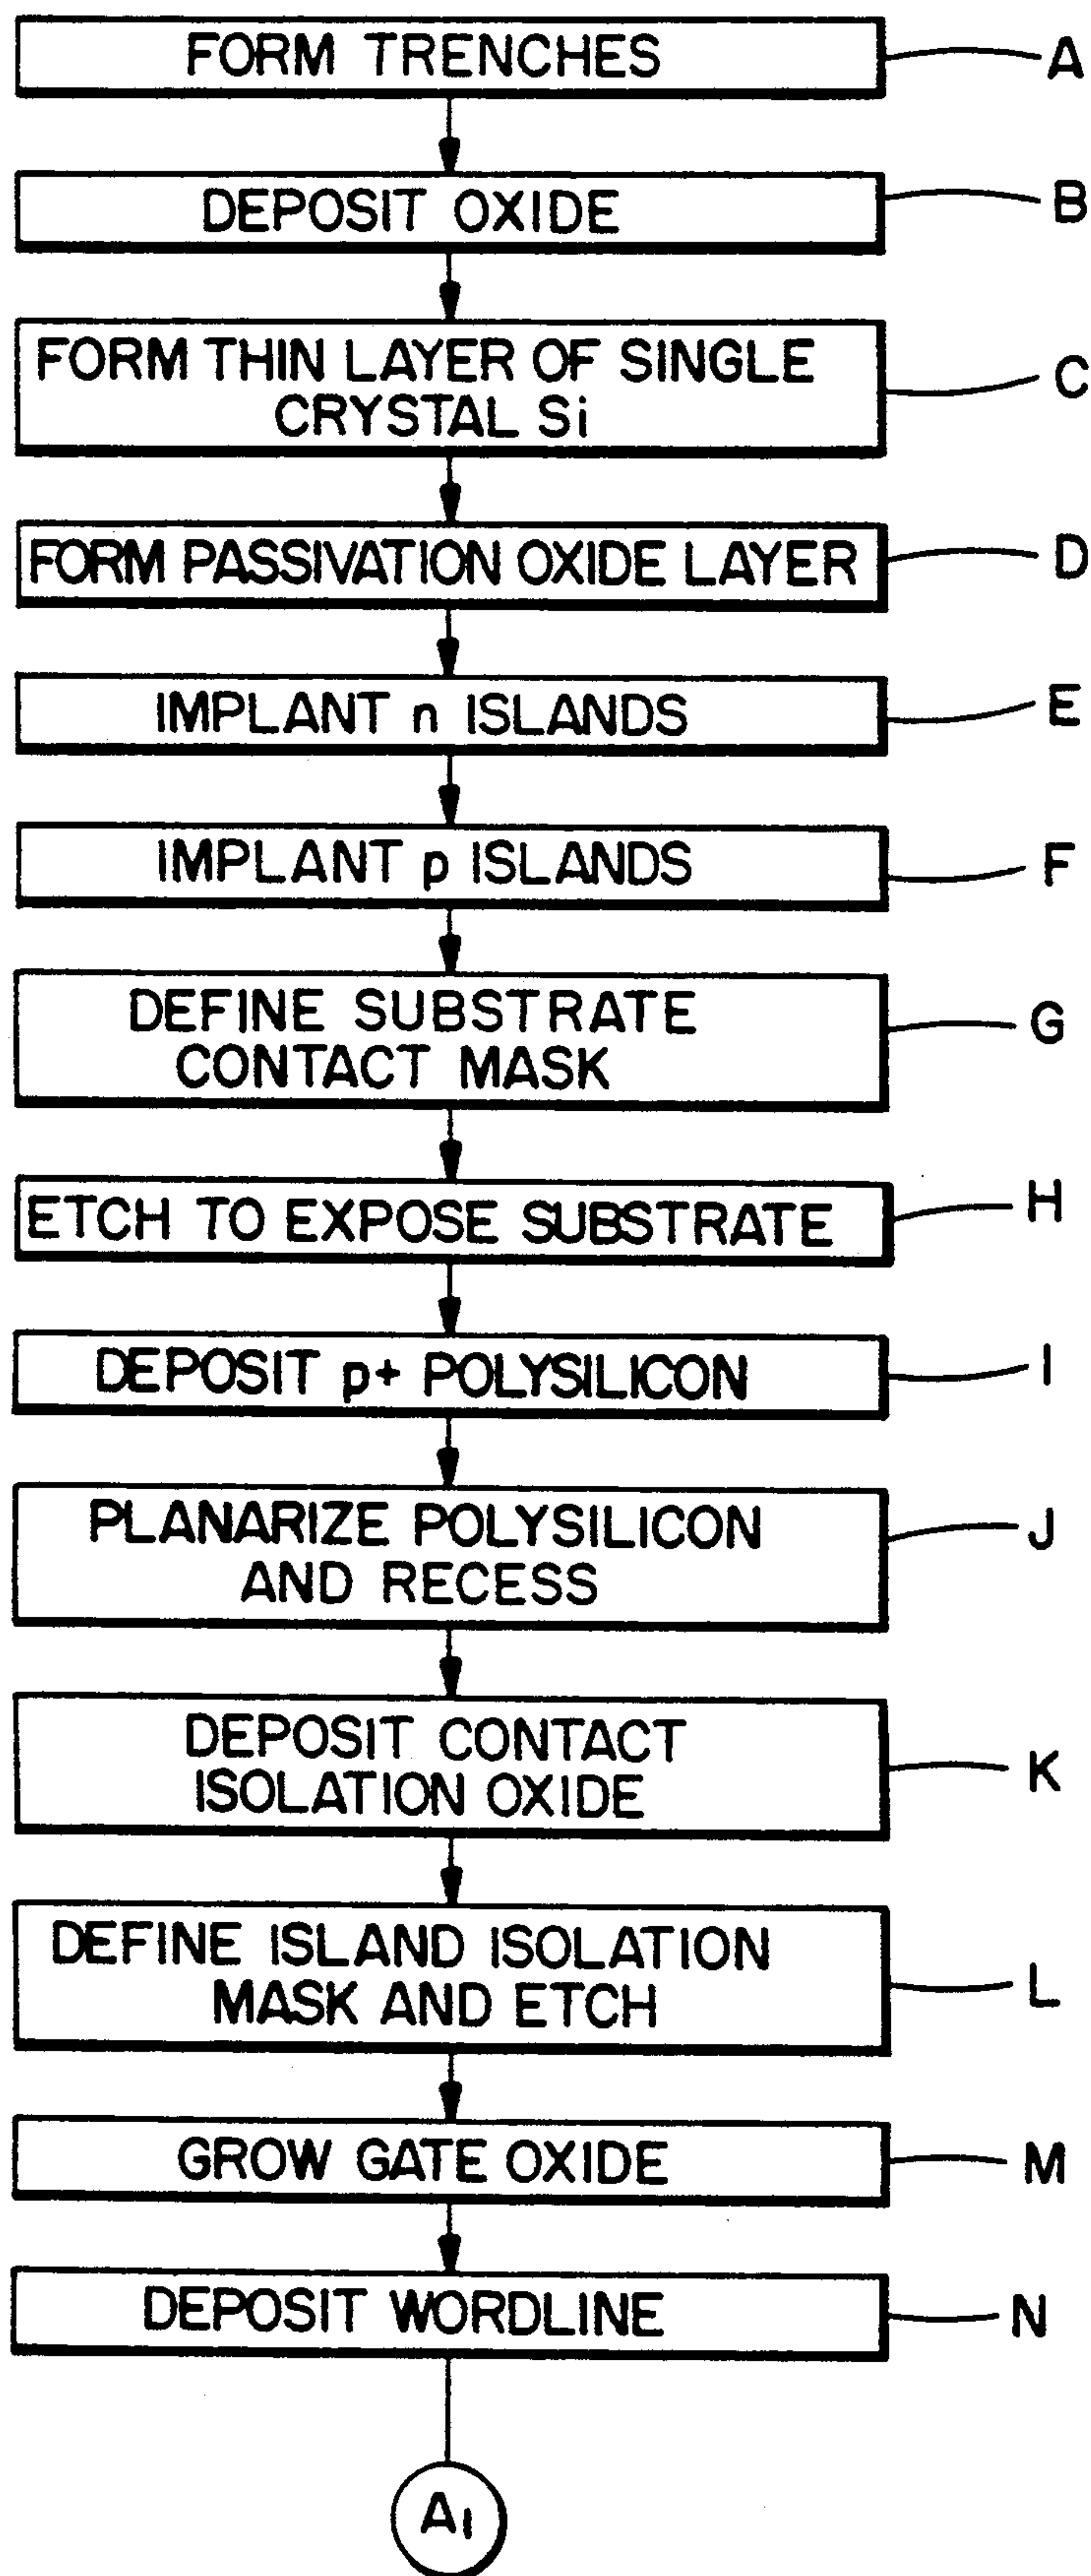 FORM TRENCHES
A
DEPOSIT OXIDE
B
FORM THIN LAYER OF SINGLE
CRYSTAL Si
C
FORM PASSIVATION OXIDE LAYER
D
IMPLANT n ISLANDS
E
IMPLANT p ISLANDS
F
DEFINE SUBSTRATE
CONTACT MASK
G
ETCH TO EXPOSE SUBSTRATE
H
DEPOSIT p+ POLYSILICON
I
PLANARIZE POLYSILICON
AND RECESS
J
DEPOSIT CONTACT
ISOLATION OXIDE
K
DEFINE ISLAND ISOLATION
MASK AND ETCH
L
GROW GATE OXIDE
M
DEPOSIT WORDLINE
N
A1